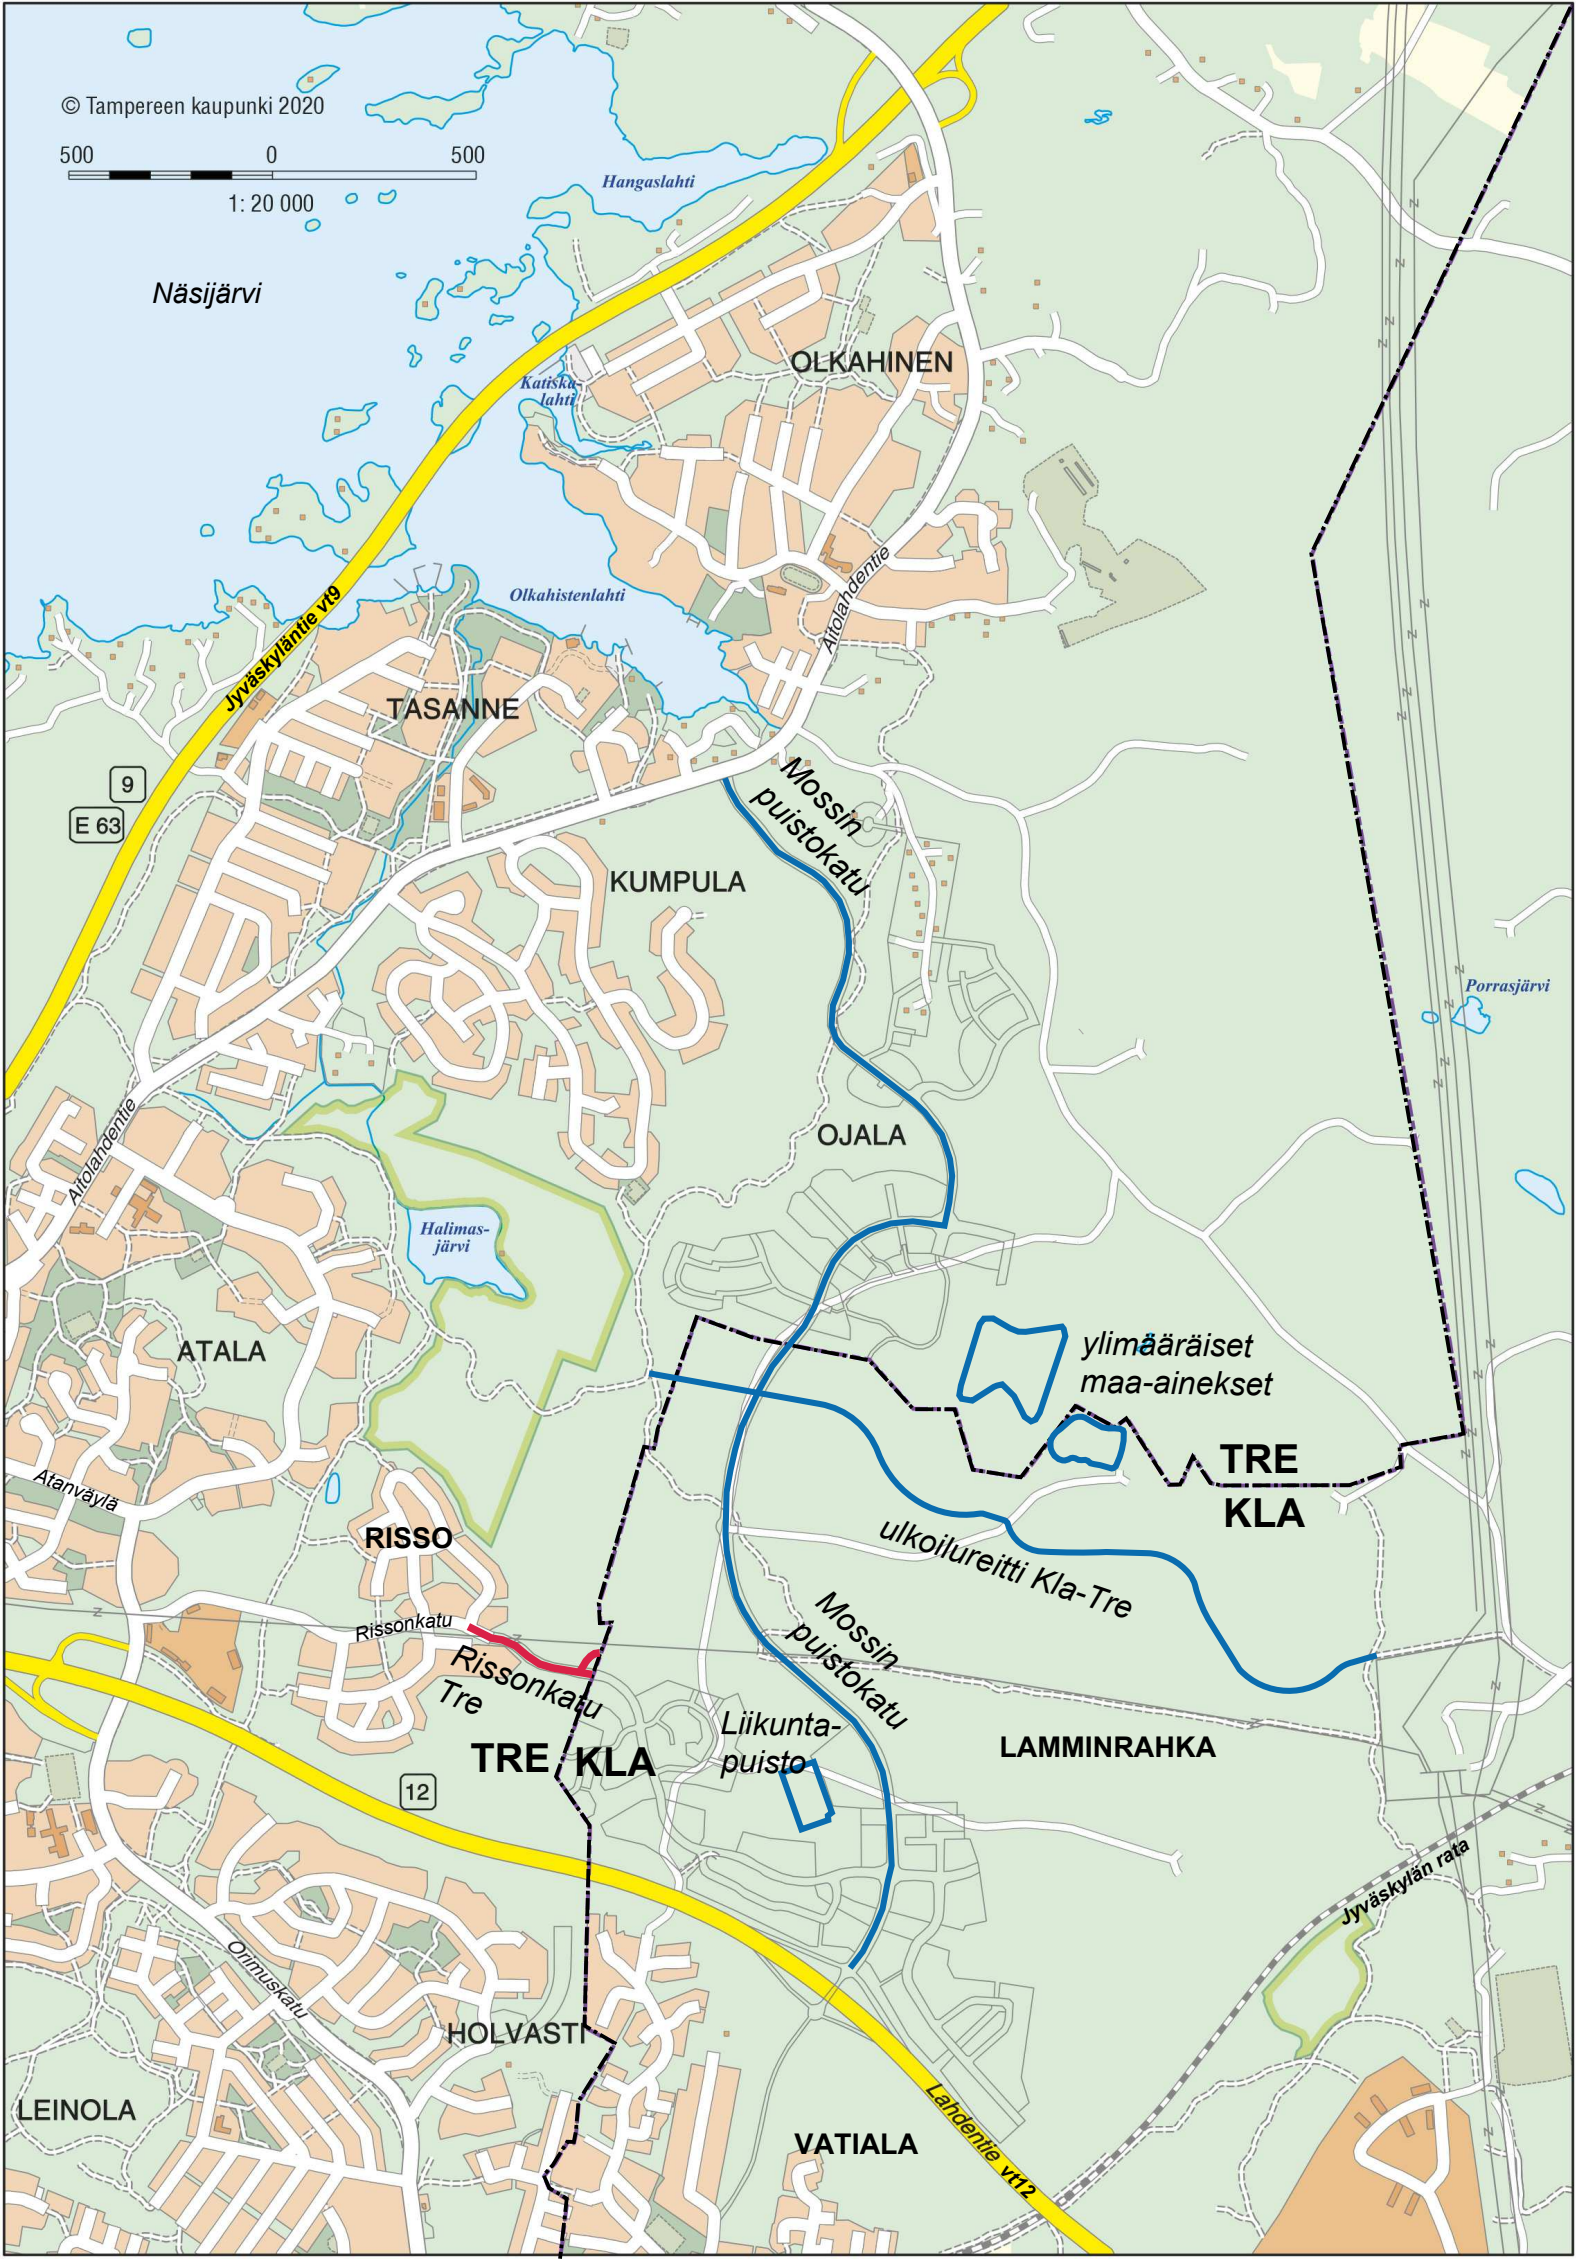 © Tampereen kaupunki 2020
500 0 500
1: 20 000
Hangaslahti
Näsijärvi
OLKAHINEN
Katiska-
lahti
Aitolahdentie
Olkahistenlahti
Jyväskyläntie vt9
TASANNE
9
E 63
Mossin
puistokatu
KUMPULA
Porrasjärvi
Aitolahdentie
OJALA
Halimas-
järvi
ATALA
ylimääräiset
maa-ainekset
TRE
KLA
Atanväylä
RISSO
ulkoilureitti Kla-Tre
Rissonkatu
Rissonkatu
Tre
Mossin
puistokatu
Liikunta-
puisto
LAMMINRAHKA
TRE KLA
12
Jyväskylän rata
Orimuskatu
HOLVASTI
LEINOLA
VATIALA
Lahdentie vt12